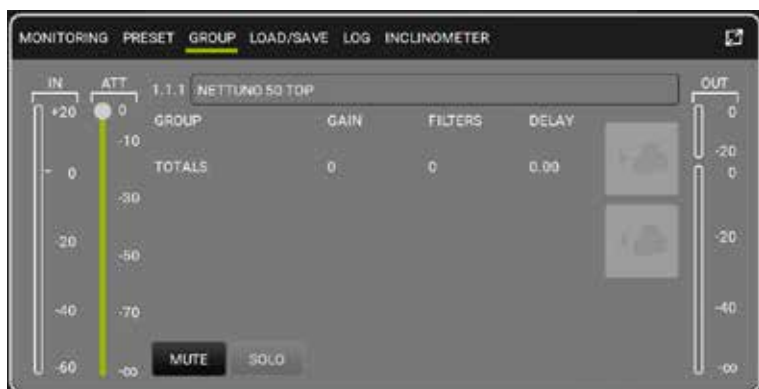 MONITORING PRESET GROUP LOAD/SAVE LOG INCLINOMETER
IN ATT OUT
1.1.1 NETTUNO 50 TOP
GROUP GAIN FILTERS DELAY
TOTALS 0 0 0.00
+20
0
-20
-40
-60
0
-10
-30
-50
-70
-∞
0
-20
0
-20
-40
-∞
MUTE SOLO